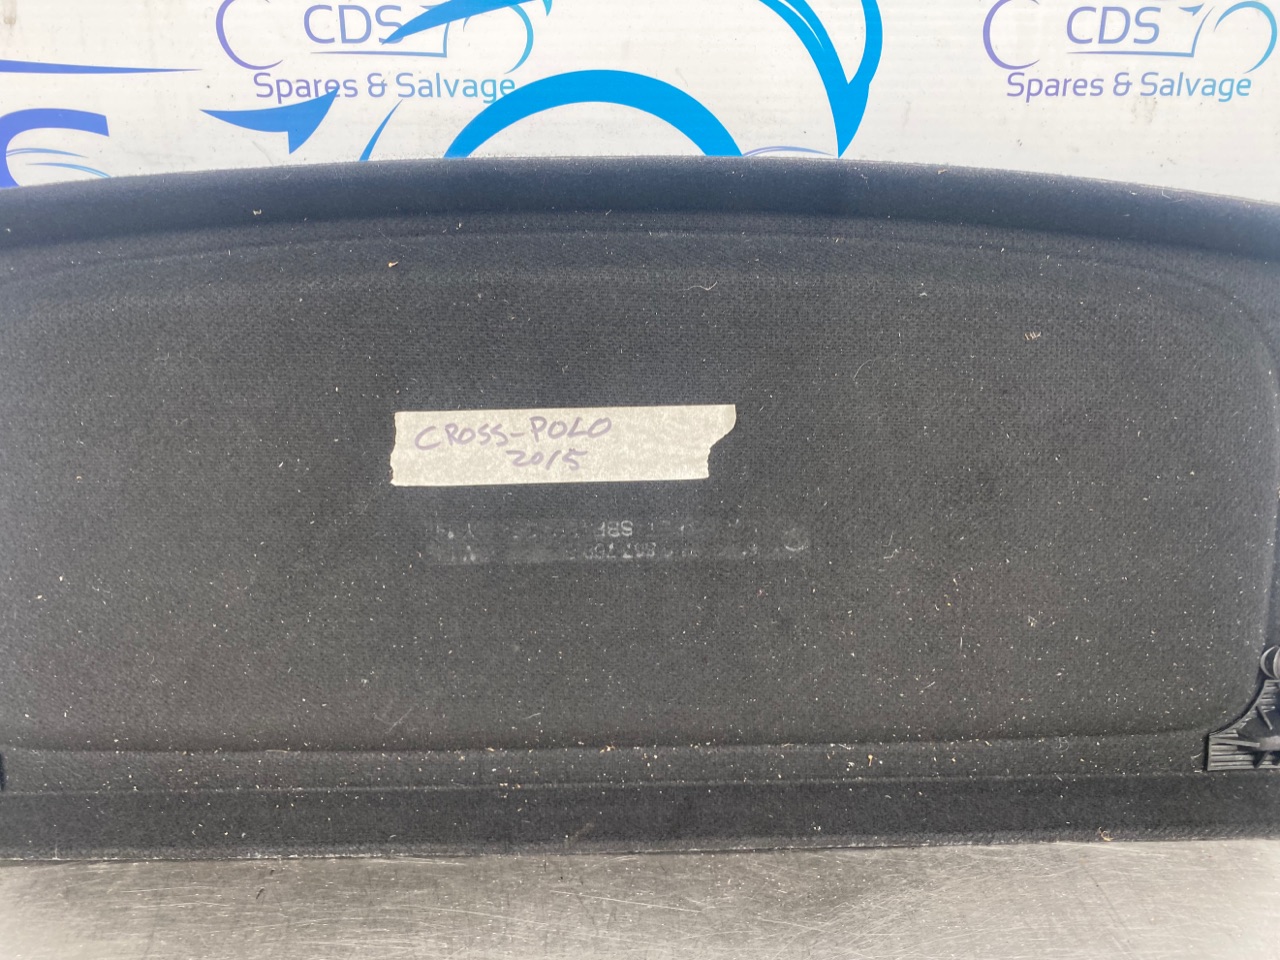 CDS
Spares & Salvage
CDS
Spares & Salvage
CROSS-POLO
2015